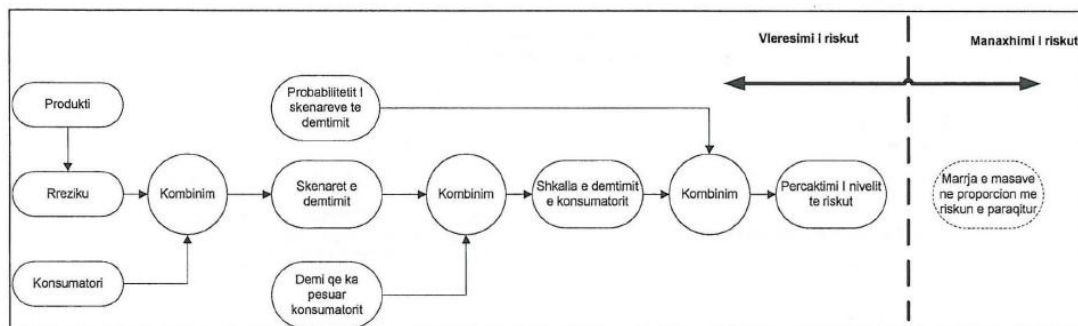 Vleresimi I riskut
Manaxhimi I riskut
Produkti
Probabilitetit I
skenareve te
demtimit
Rreziku
Kombinim
Skenaret e
demtimit
Kombinim
Shkalla e demtimit
e konsumatorit
Kombinim
Percaktimi I nivelit
te riskut
Marrja e masave
ne proporcion me
riskun e paraqitur
Konsumatori
Demi qe ka
pesuar
konsumatorit